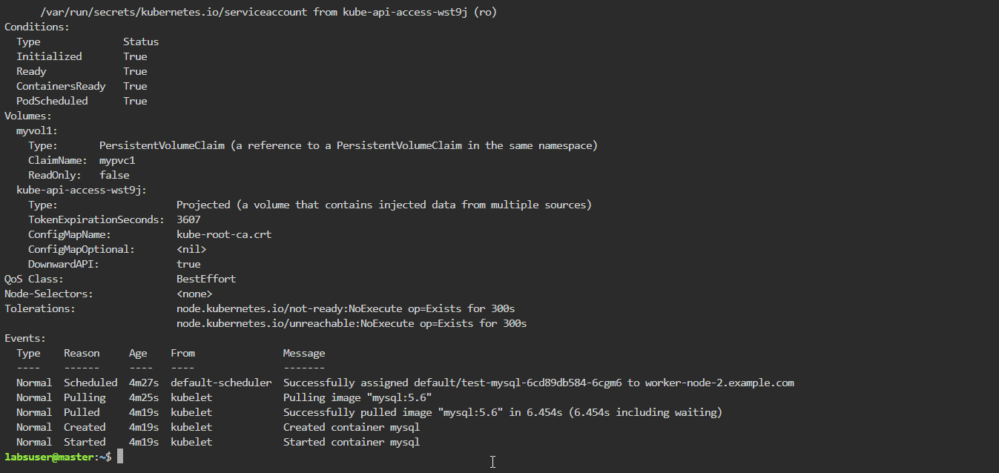 /var/run/secrets/kubernetes.io/serviceaccount from kube-api-access-wst9j (ro)
Conditions:
  Type              Status
  Initialized       True
  Ready             True
  ContainersReady   True
  PodScheduled      True
Volumes:
  myvol1:
    Type:       PersistentVolumeClaim (a reference to a PersistentVolumeClaim in the same namespace)
    ClaimName:  mypvc1
    ReadOnly:   false
  kube-api-access-wst9j:
    Type:                    Projected (a volume that contains injected data from multiple sources)
    TokenExpirationSeconds:  3607
    ConfigMapName:           kube-root-ca.crt
    ConfigMapOptional:       <nil>
    DownwardAPI:             true
QoS Class:                   BestEffort
Node-Selectors:              <none>
Tolerations:                 node.kubernetes.io/not-ready:NoExecute op=Exists for 300s
                             node.kubernetes.io/unreachable:NoExecute op=Exists for 300s
Events:
  Type    Reason     Age    From               Message
  ----    ------     ----   ----               -------
  Normal  Scheduled  4m27s  default-scheduler  Successfully assigned default/test-mysql-6cd89db584-6cgm6 to worker-node-2.example.com
  Normal  Pulling    4m25s  kubelet            Pulling image "mysql:5.6"
  Normal  Pulled     4m19s  kubelet            Successfully pulled image "mysql:5.6" in 6.454s (6.454s including waiting)
  Normal  Created    4m19s  kubelet            Created container mysql
  Normal  Started    4m19s  kubelet            Started container mysql
labsuser@master:~$